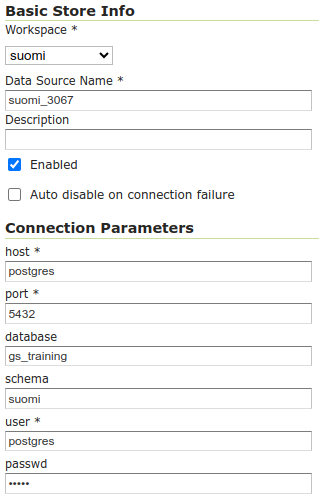 Basic Store Info
Workspace *
suomi
Data Source Name *
suomi_3067
Description
Enabled
Auto disable on connection failure
Connection Parameters
host *
postgres
port *
5432
database
gs_training
schema
suomi
user *
postgres
passwd
•••••